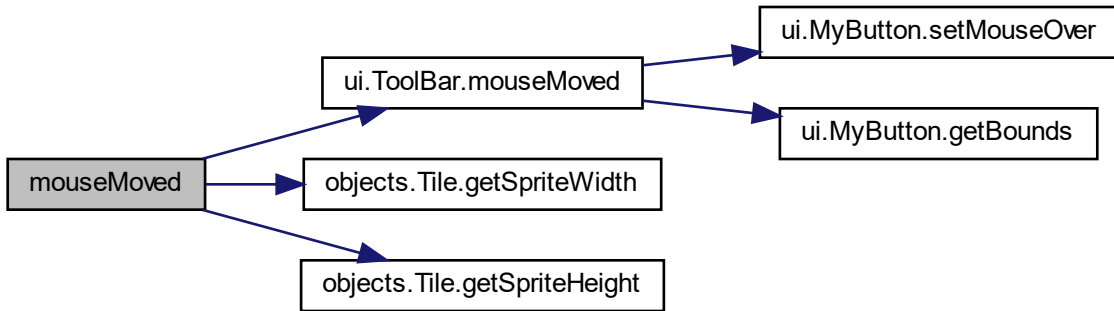 mouseMoved
ui.ToolBar.mouseMoved
ui.MyButton.setMouseOver
ui.MyButton.getBounds
objects.Tile.getSpriteWidth
objects.Tile.getSpriteHeight